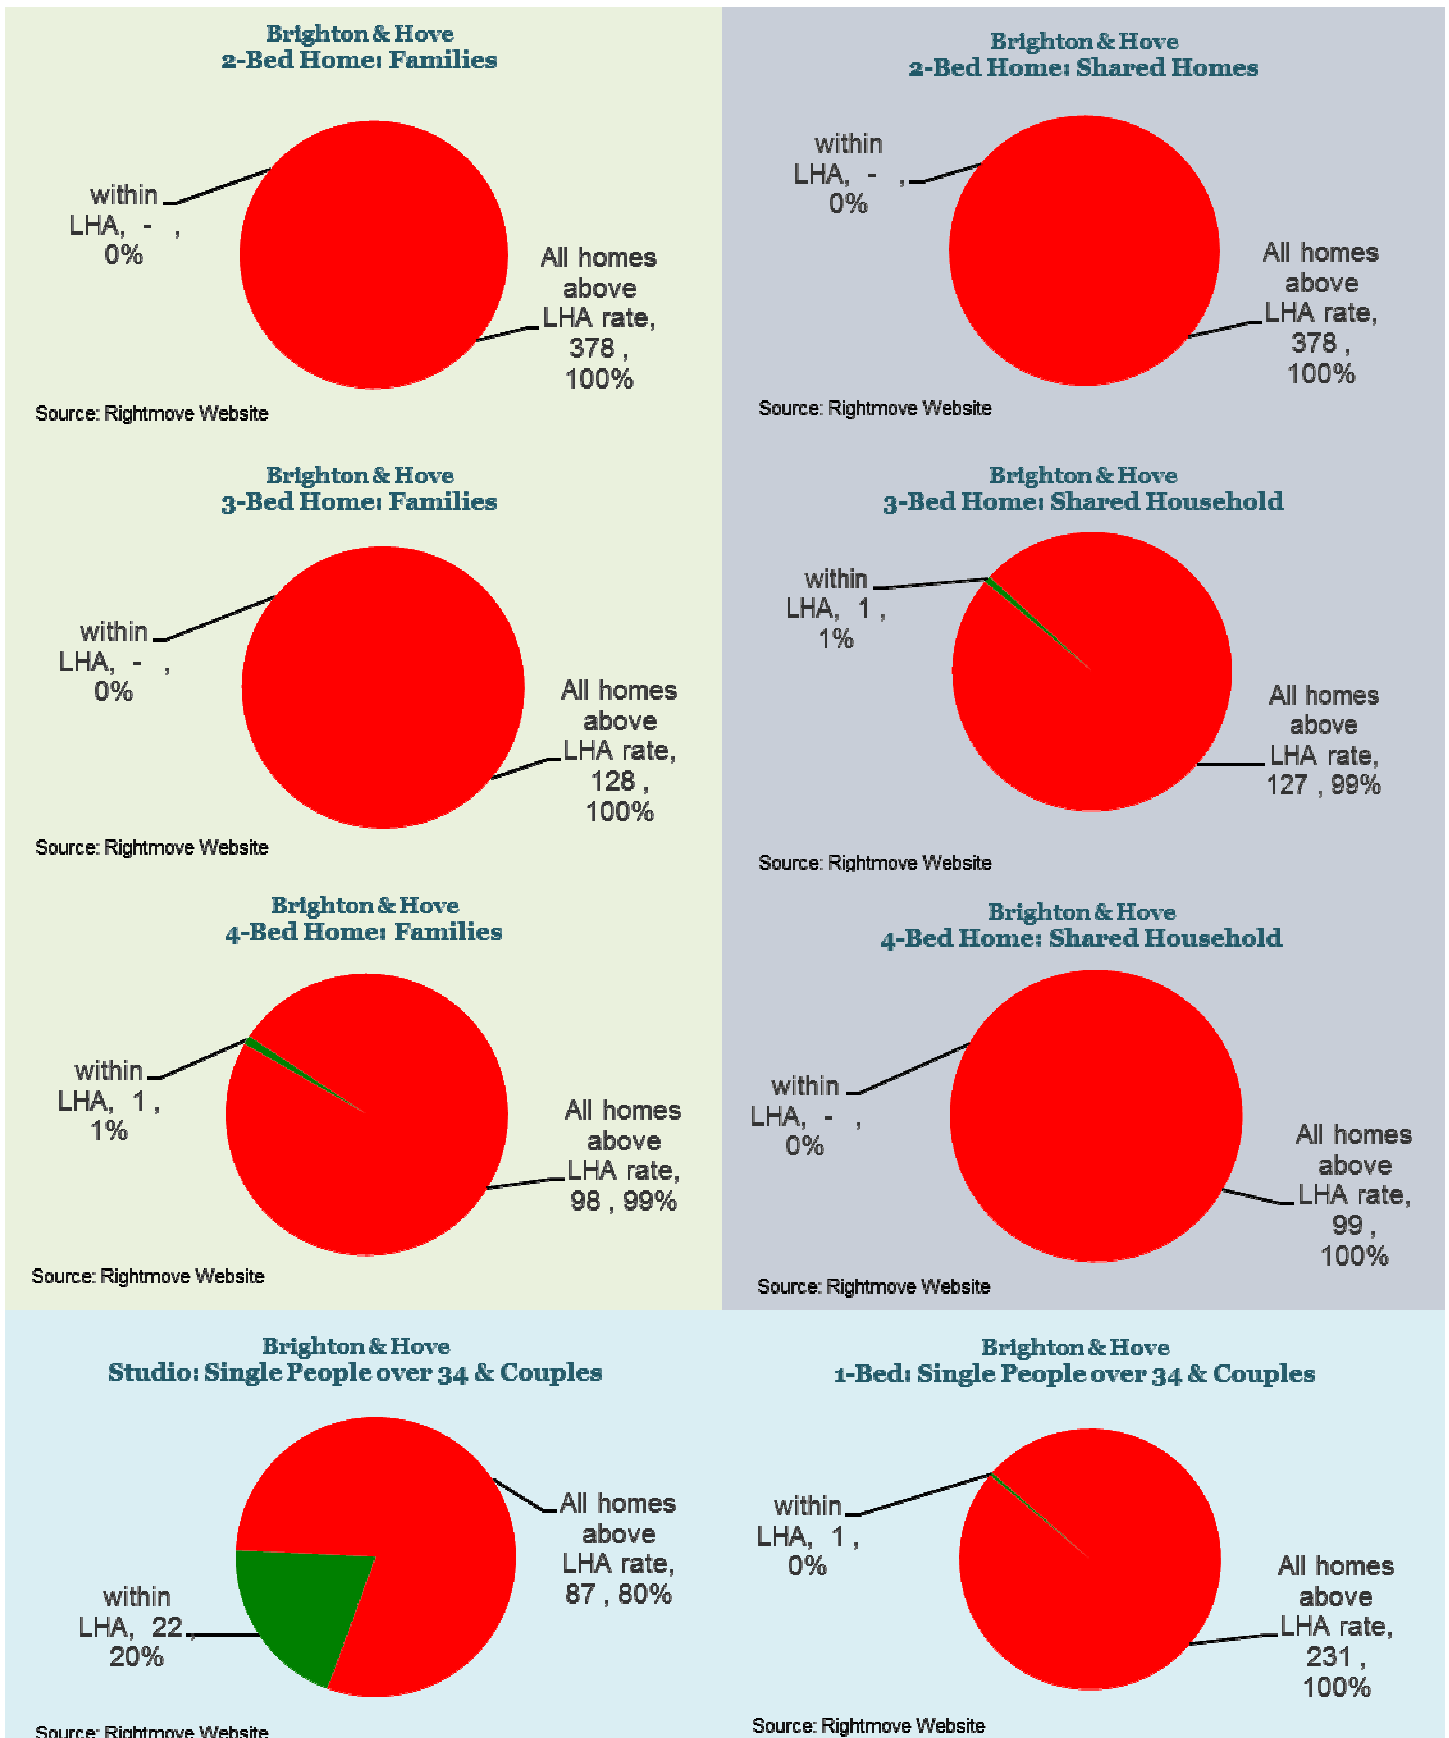 Brighton & Hove
2-Bed Home: Families
within
LHA, - ,
0%
All homes
above
LHA rate,
378 ,
100%
Source: Rightmove Website
Brighton & Hove
2-Bed Home: Shared Homes
within
LHA, - ,
0%
All homes
above
LHA rate,
378 ,
100%
Source: Rightmove Website
Brighton & Hove
3-Bed Home: Families
within
LHA, - ,
0%
All homes
above
LHA rate,
128 ,
100%
Source: Rightmove Website
Brighton & Hove
3-Bed Home: Shared Household
within
LHA, 1 ,
1%
All homes
above
LHA rate,
127 , 99%
Source: Rightmove Website
Brighton & Hove
4-Bed Home: Families
within
LHA, 1 ,
1%
All homes
above
LHA rate,
98 , 99%
Source: Rightmove Website
Brighton & Hove
4-Bed Home: Shared Household
within
LHA, - ,
0%
All homes
above
LHA rate,
99 ,
100%
Source: Rightmove Website
Brighton & Hove
Studio: Single People over 34 & Couples
All homes
above
LHA rate,
87 , 80%
within
LHA, 22 ,
20%
Source: Rightmove Website
Brighton & Hove
1-Bed: Single People over 34 & Couples
within
LHA, 1 ,
0%
All homes
above
LHA rate,
231 ,
100%
Source: Rightmove Website